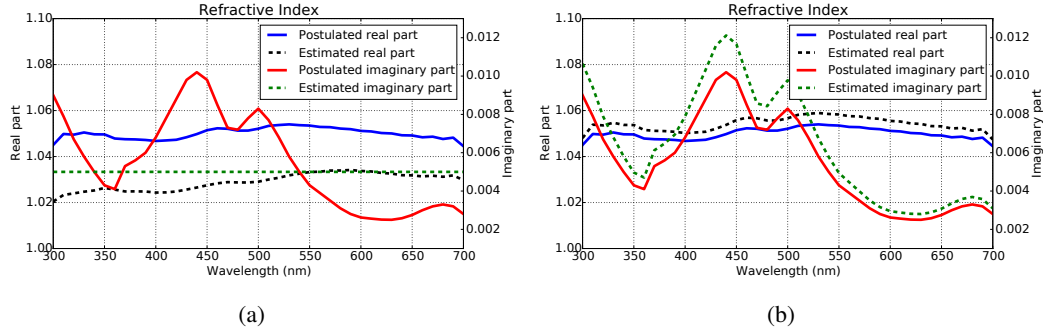 Refractive Index
1.10
1.08
1.06
1.04
1.02
1.00
Real part
300 350 400 450 500 550 600 650 700
Wavelength (nm)
0.012
0.010
0.008
0.006
0.004
0.002
Imaginary part
Postulated real part
Estimated real part
Postulated imaginary part
Estimated imaginary part
(a)
Refractive Index
1.10
1.08
1.06
1.04
1.02
1.00
Real part
300 350 400 450 500 550 600 650 700
Wavelength (nm)
0.012
0.010
0.008
0.006
0.004
0.002
Imaginary part
Postulated real part
Estimated real part
Postulated imaginary part
Estimated imaginary part
(b)